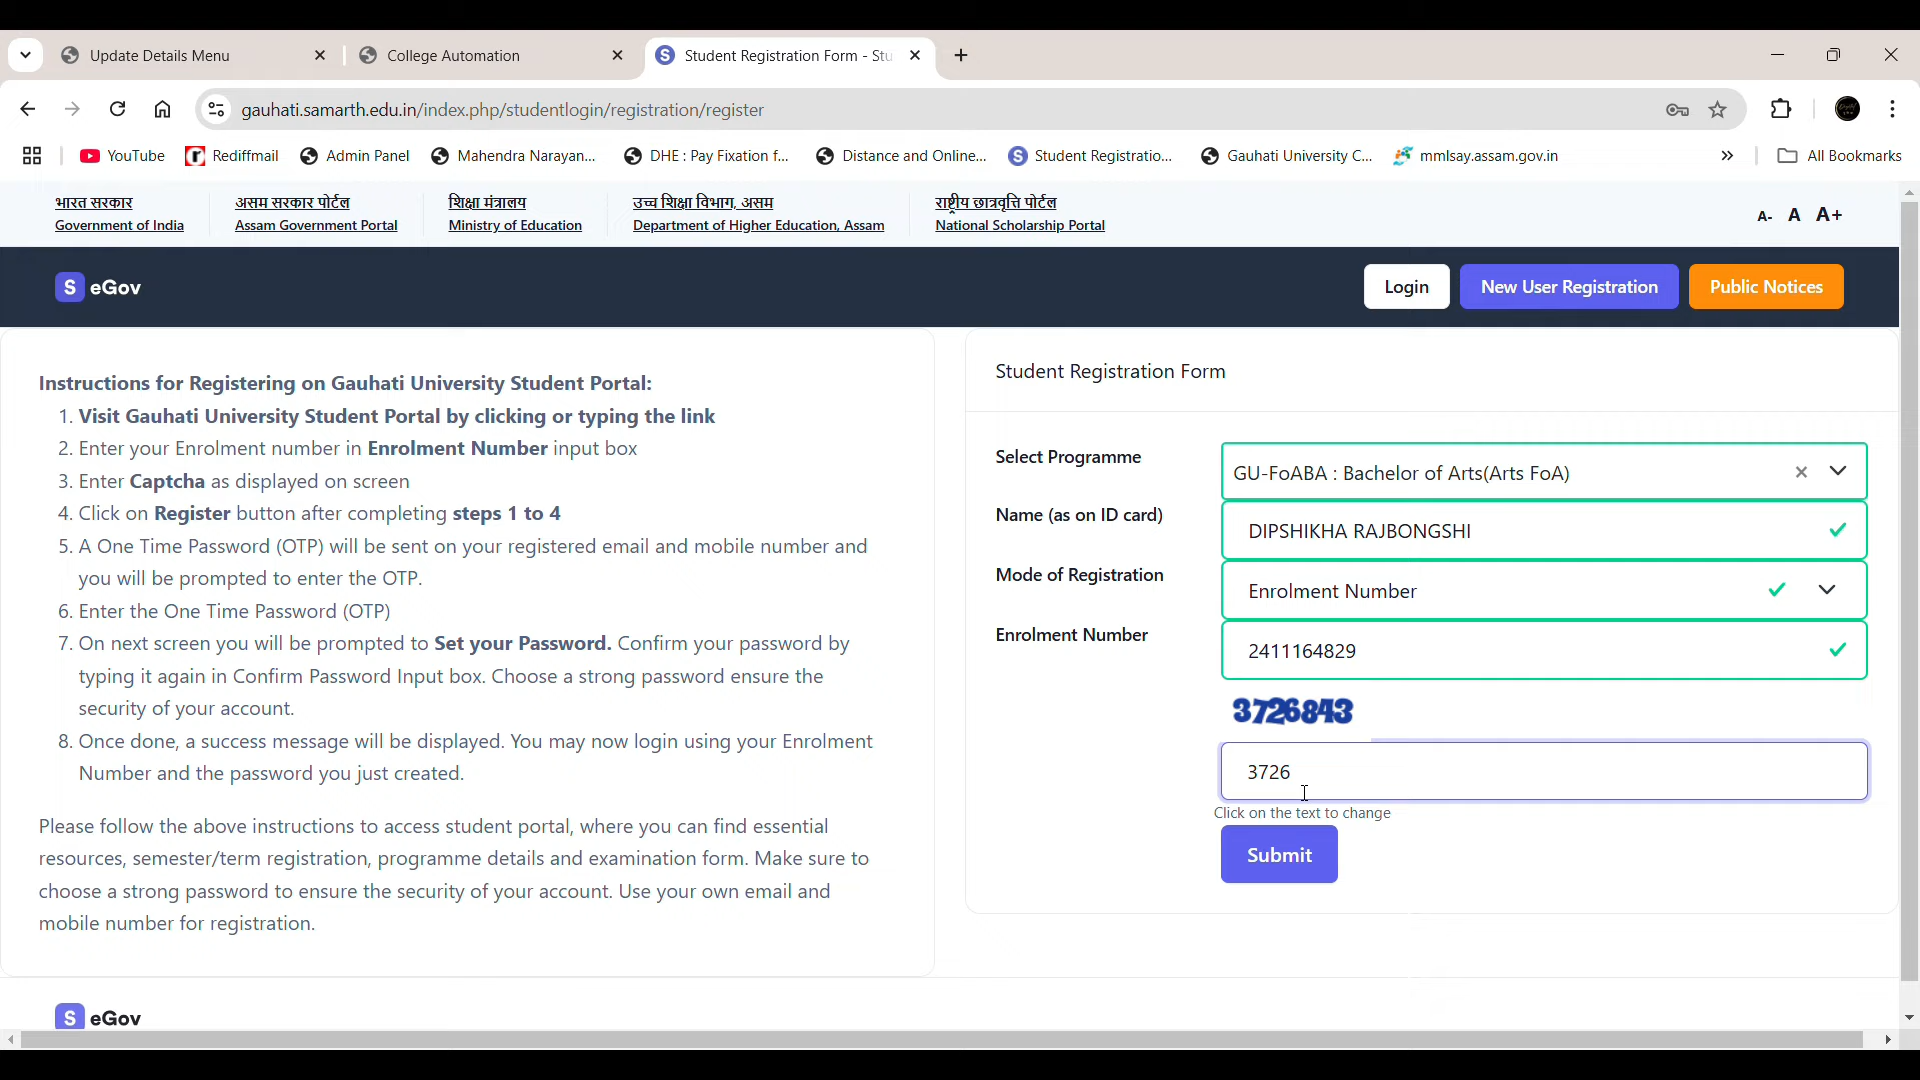 Update Details Menu
College Automation
Student Registration Form - Stu
gauhati.samarth.edu.in/index.php/studentlogin/registration/register
YouTube
Rediffmail
Admin Panel
Mahendra Narayan...
DHE : Pay Fixation f...
Distance and Online...
Student Registratio...
Gauhati University C...
mmlsay.assam.gov.in
All Bookmarks
भारत सरकार
Government of India
असम सरकार पोर्टल
Assam Government Portal
शिक्षा मंत्रालय
Ministry of Education
उच्च शिक्षा विभाग, असम
Department of Higher Education, Assam
राष्ट्रीय छात्रवृत्ति पोर्टल
National Scholarship Portal
A- A A+
S eGov
Login
New User Registration
Public Notices
Instructions for Registering on Gauhati University Student Portal:
1. Visit Gauhati University Student Portal by clicking or typing the link
2. Enter your Enrolment number in Enrolment Number input box
3. Enter Captcha as displayed on screen
4. Click on Register button after completing steps 1 to 4
5. A One Time Password (OTP) will be sent on your registered email and mobile number and
you will be prompted to enter the OTP.
6. Enter the One Time Password (OTP)
7. On next screen you will be prompted to Set your Password. Confirm your password by
typing it again in Confirm Password Input box. Choose a strong password ensure the
security of your account.
8. Once done, a success message will be displayed. You may now login using your Enrolment
Number and the password you just created.
Please follow the above instructions to access student portal, where you can find essential
resources, semester/term registration, programme details and examination form. Make sure to
choose a strong password to ensure the security of your account. Use your own email and
mobile number for registration.
Student Registration Form
Select Programme
GU-FoABA : Bachelor of Arts(Arts FoA)
Name (as on ID card)
DIPSHIKHA RAJBONGSHI
Mode of Registration
Enrolment Number
Enrolment Number
2411164829
3726843
3726
Click on the text to change
Submit
S eGov